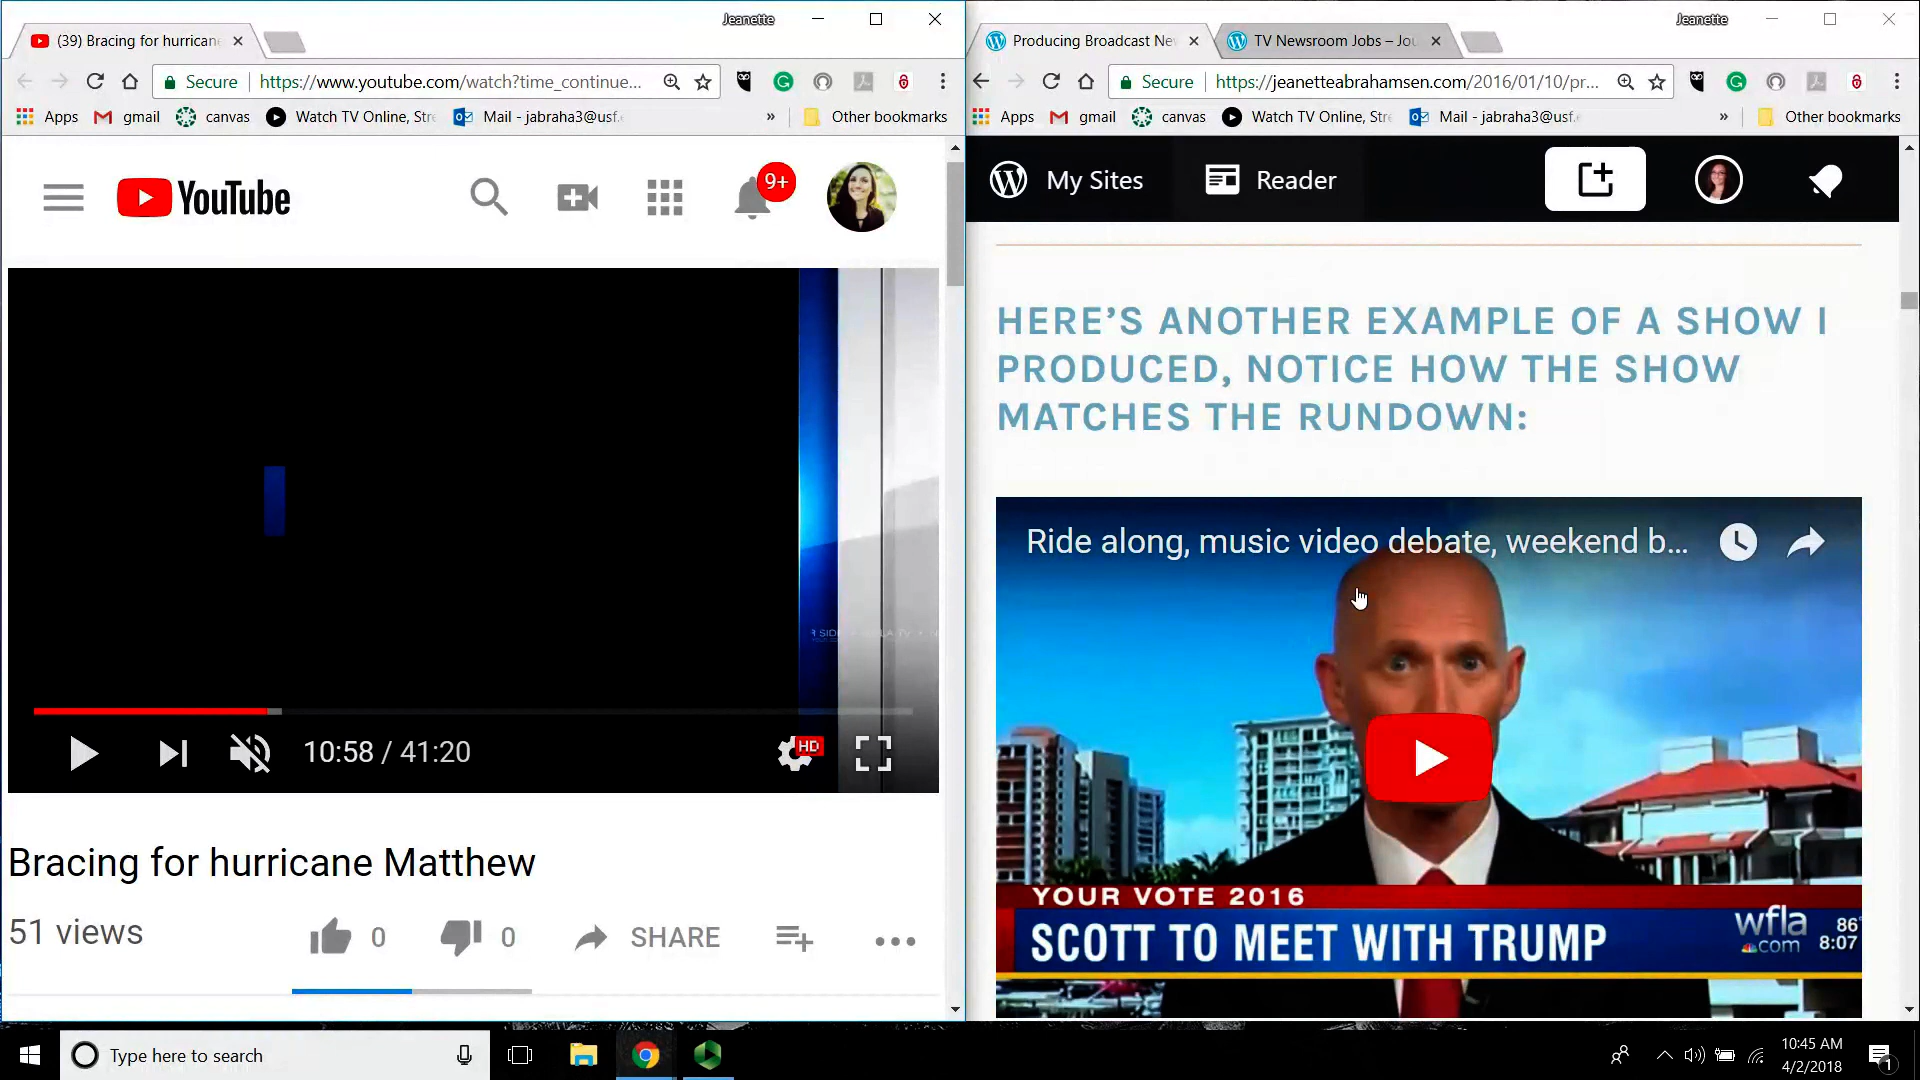 Jeanette
(39) Bracing for hurricane
Secure
https://www.youtube.com/watch?time_continue...
Apps
gmail
canvas
Watch TV Online, Stre
Mail - jabraha3@usf.
»
Other bookmarks
YouTube
9+
10:58 / 41:20
HD
Bracing for hurricane Matthew
51 views
0
0
SHARE
Jeanette
Producing Broadcast Ne
TV Newsroom Jobs – Jou
Secure
https://jeanetteabrahamsen.com/2016/01/10/pr...
Apps
gmail
canvas
Watch TV Online, Stre
Mail - jabraha3@usf.
»
Other bookmarks
My Sites
Reader
HERE'S ANOTHER EXAMPLE OF A SHOW I
PRODUCED, NOTICE HOW THE SHOW
MATCHES THE RUNDOWN:
Ride along, music video debate, weekend b...
YOUR VOTE 2016
SCOTT TO MEET WITH TRUMP
wfla
.com
86°
8:07
Type here to search
10:45 AM
4/2/2018
1